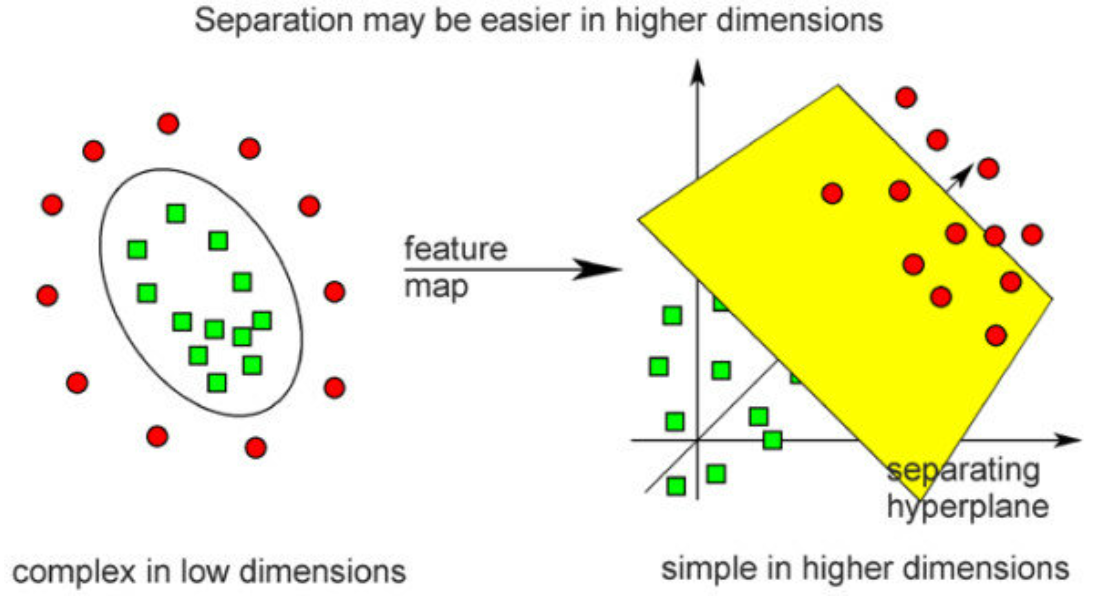 Separation may be easier in higher dimensions
feature
map
separating
hyperplane
complex in low dimensions
simple in higher dimensions